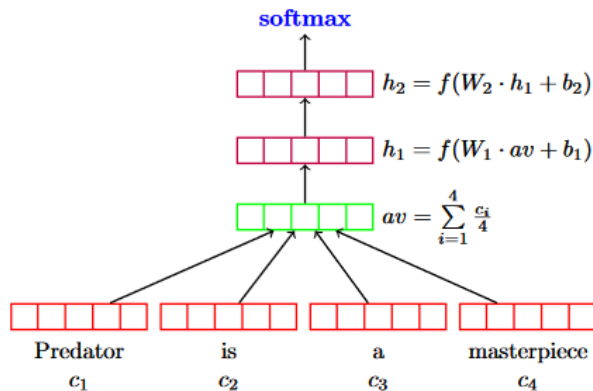 softmax
h₂ = f(W₂ · h₁ + b₂)
h₁ = f(W₁ · av + b₁)
av = ∑_{i=1}^{4} c_i/4
Predator is a masterpiece
c₁ c₂ c₃ c₄